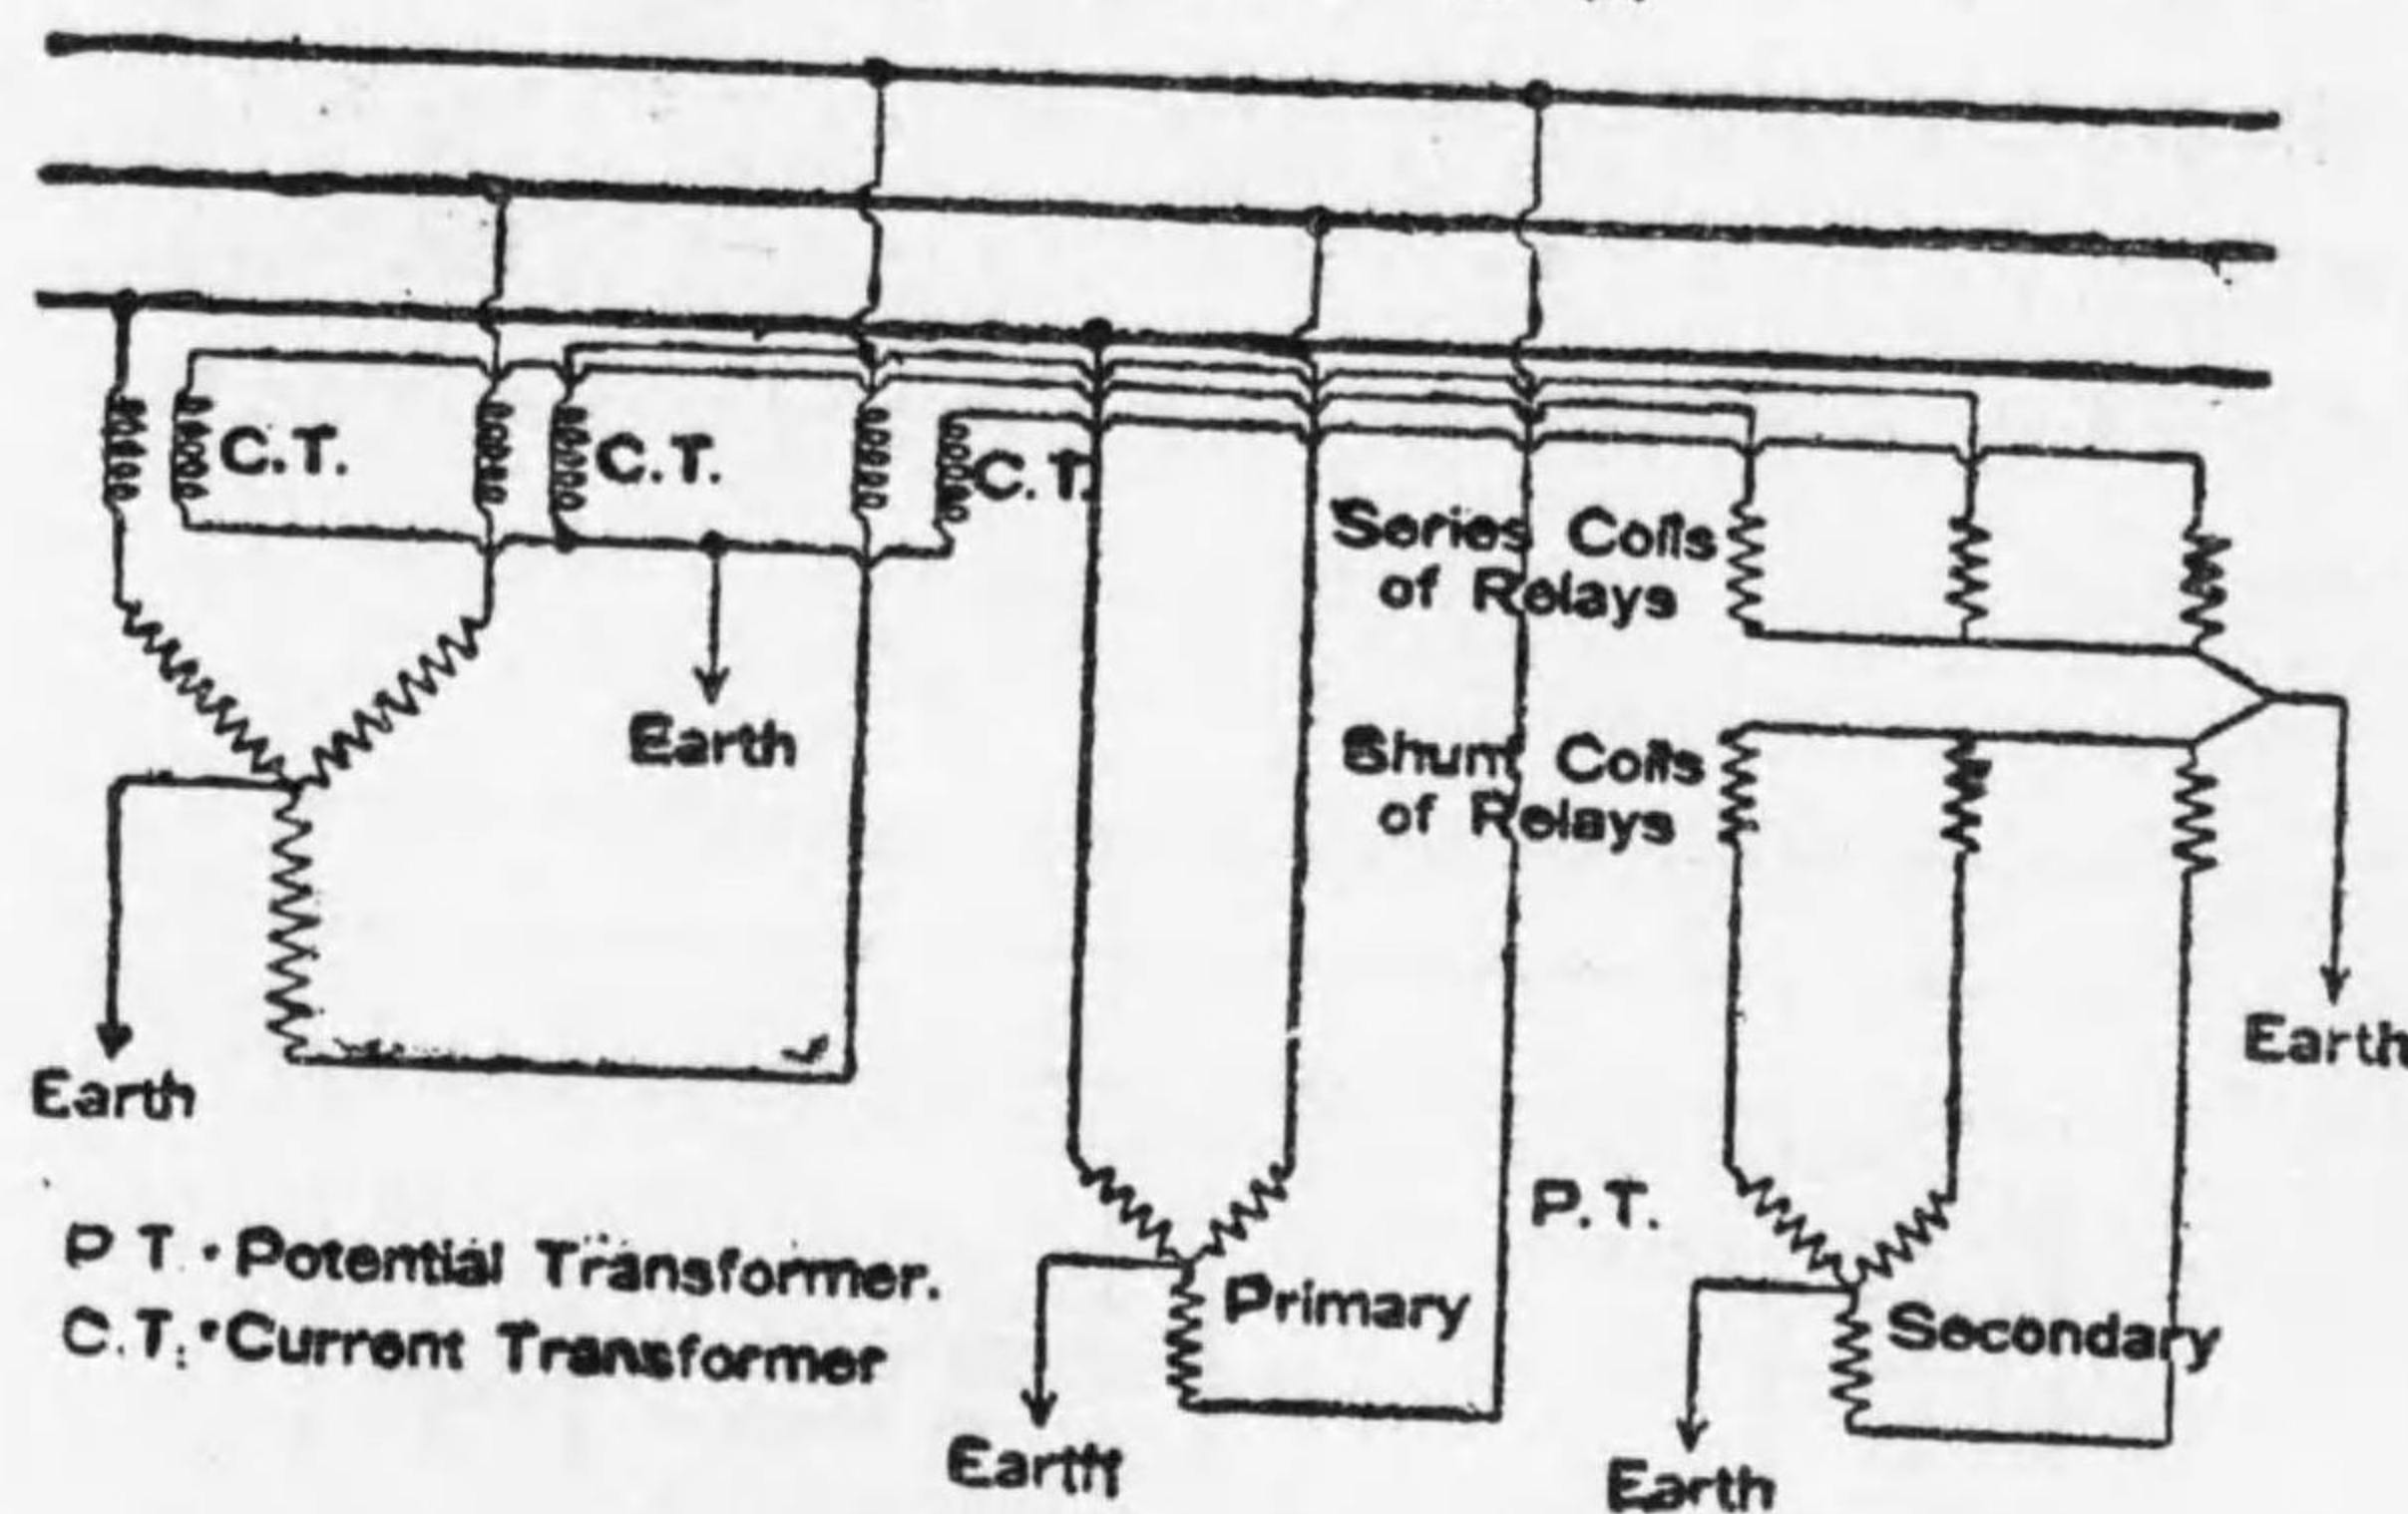 C.T.
C.T.
C.T.
Series Coils
of Relays
Earth
Shunt Coils
of Relays
Earth
Earth
P.T.
P T. · Potential Transformer.
Primary
Secondary
C.T. · Current Transformer
Earth
Earth